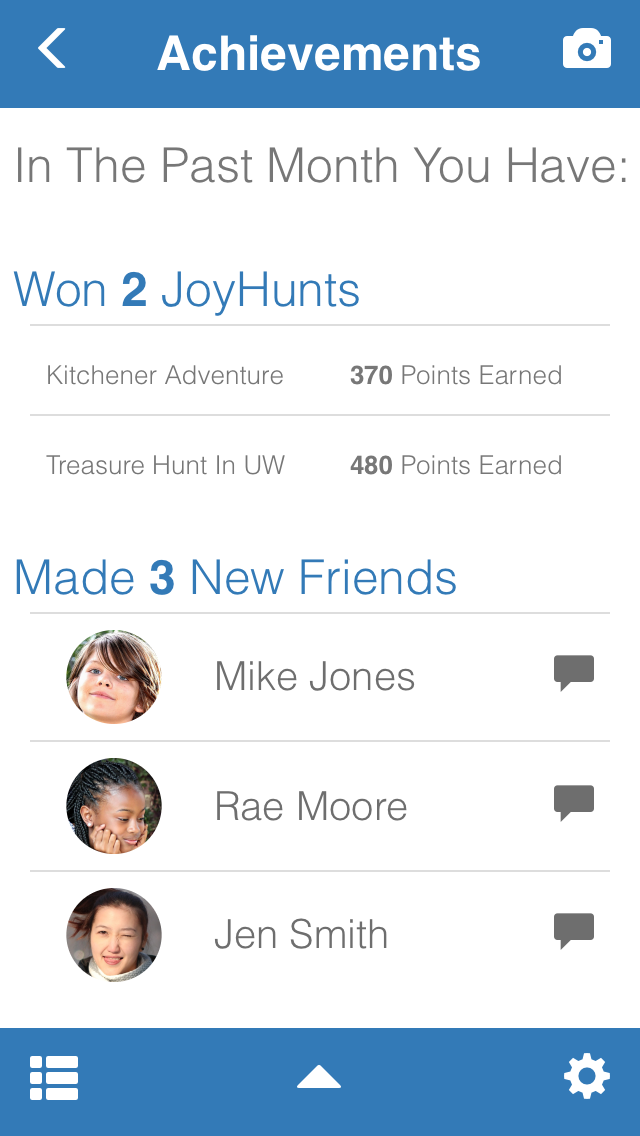 Achievements
In The Past Month You Have:
Won 2 JoyHunts
Kitchener Adventure 370 Points Earned
Treasure Hunt In UW 480 Points Earned
Made 3 New Friends
Mike Jones
Rae Moore
Jen Smith